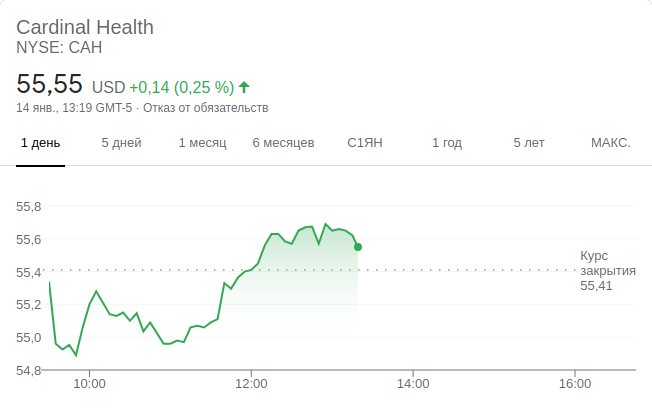 Cardinal Health
NYSE: CAH
55,55 USD +0,14 (0,25 %)
14 янв., 13:19 GMT-5 · Отказ от обязательств
1 день 5 дней 1 месяц 6 месяцев С1ЯН 1 год 5 лет МАКС.
55,8
55,6
55,4
55,2
55,0
54,8
Курс
закрытия
55,41
10:00 12:00 14:00 16:00